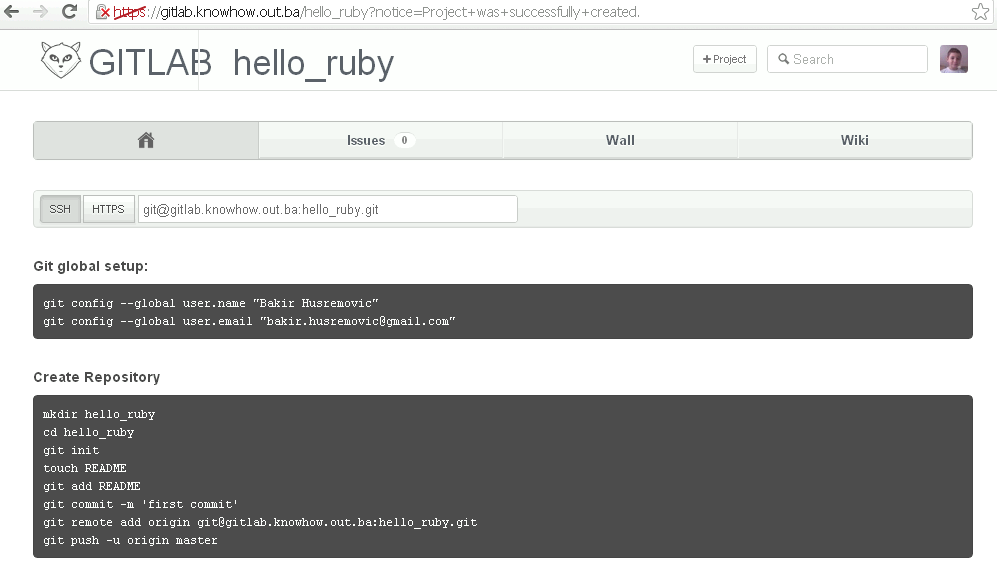 https://gitlab.knowhow.out.ba/hello_ruby?notice=Project+was+successfully+created.
GITLAB hello_ruby
+Project
Search
Issues 0
Wall
Wiki
SSH
HTTPS
git@gitlab.knowhow.out.ba:hello_ruby.git
Git global setup:
git config --global user.name "Bakir Husremovic"
git config --global user.email "bakir.husremovic@gmail.com"
Create Repository
mkdir hello_ruby
cd hello_ruby
git init
touch README
git add README
git commit -m 'first commit'
git remote add origin git@gitlab.knowhow.out.ba:hello_ruby.git
git push -u origin master